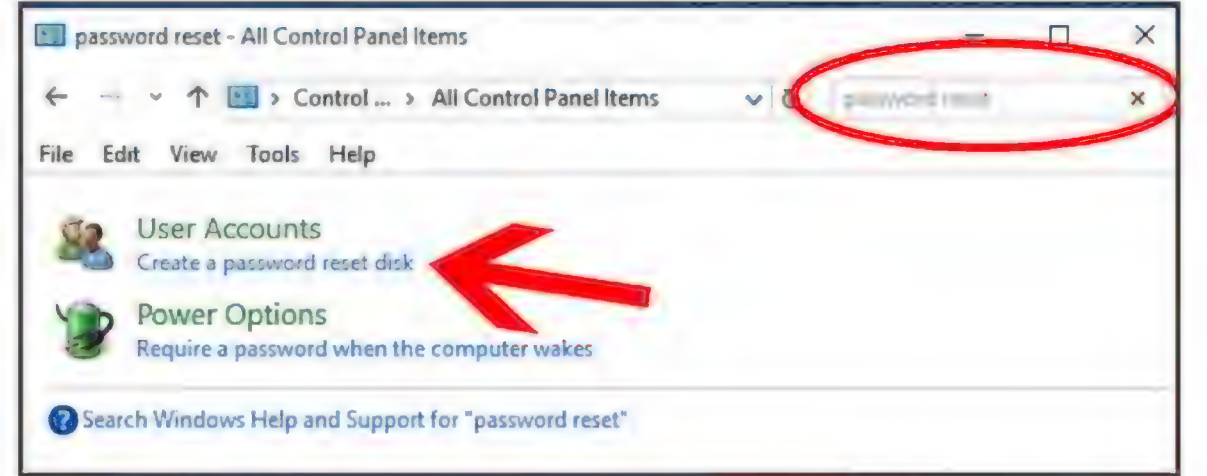 password reset - All Control Panel Items
Control ... > All Control Panel Items
password reset
File Edit View Tools Help
User Accounts
Create a password reset disk
Power Options
Require a password when the computer wakes
Search Windows Help and Support for "password reset"